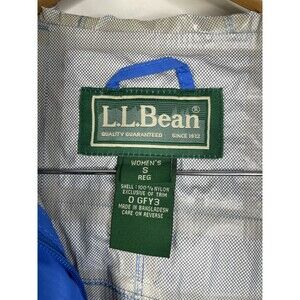 L.L.Bean®
QUALITY GUARANTEED SINCE 1912
WOMEN'S
S
REG
SHELL: 100% NYLON
EXCLUSIVE OF TRIM
0 GFY3
MADE IN BANGLADESH
CARE ON REVERSE